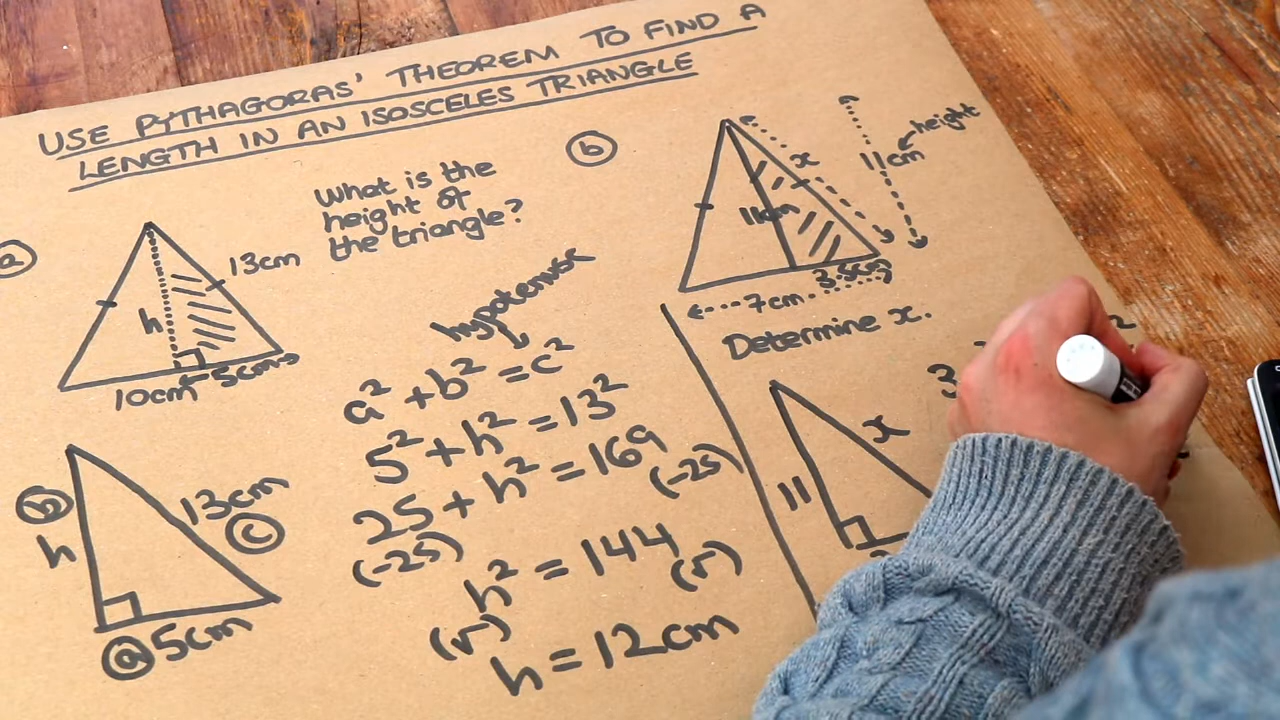 USE PYTHAGORAS' THEOREM TO FIND A
LENGTH IN AN ISOSCELES TRIANGLE
a
What is the
height of
the triangle?
13cm
h
10cm
5cm
b
h
13cm
c
a
5cm
hypotenuse
a² + b² = c²
5² + h² = 13²
25 + h² = 169
(-25)
(-25)
h² = 144
(√)
(√)
h = 12cm
b
x
11cm
height
11cm
3.5cm
7cm
Determine x.
x
11
3
2